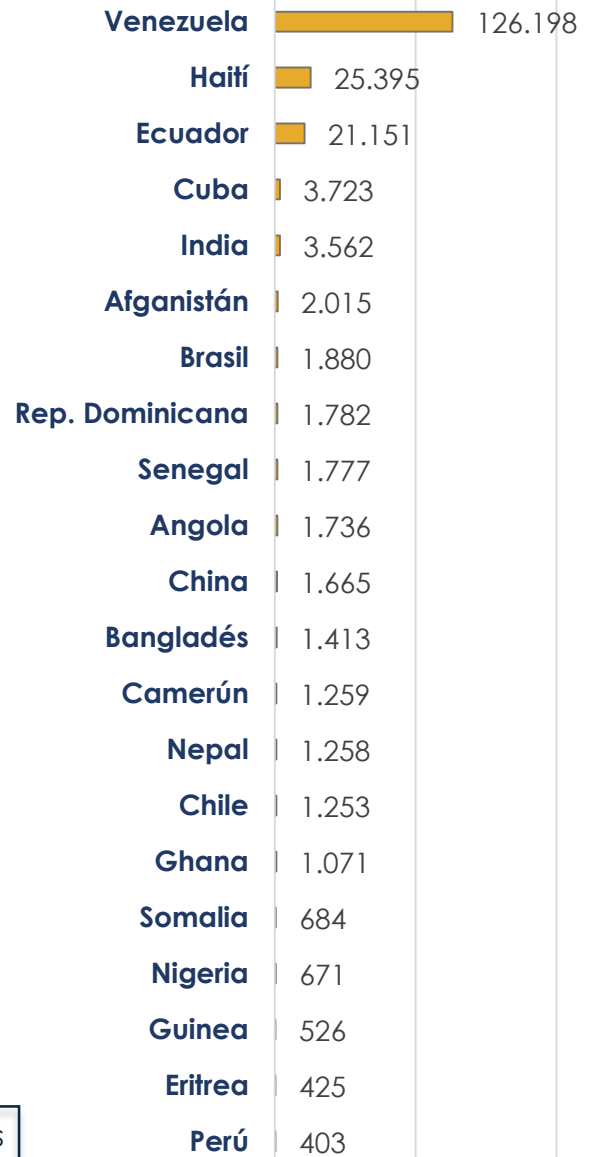 Venezuela 126.198
Haití 25.395
Ecuador 21.151
Cuba 3.723
India 3.562
Afganistán 2.015
Brasil 1.880
Rep. Dominicana 1.782
Senegal 1.777
Angola 1.736
China 1.665
Bangladés 1.413
Camerún 1.259
Nepal 1.258
Chile 1.253
Ghana 1.071
Somalia 684
Nigeria 671
Guinea 526
Eritrea 425
Perú 403